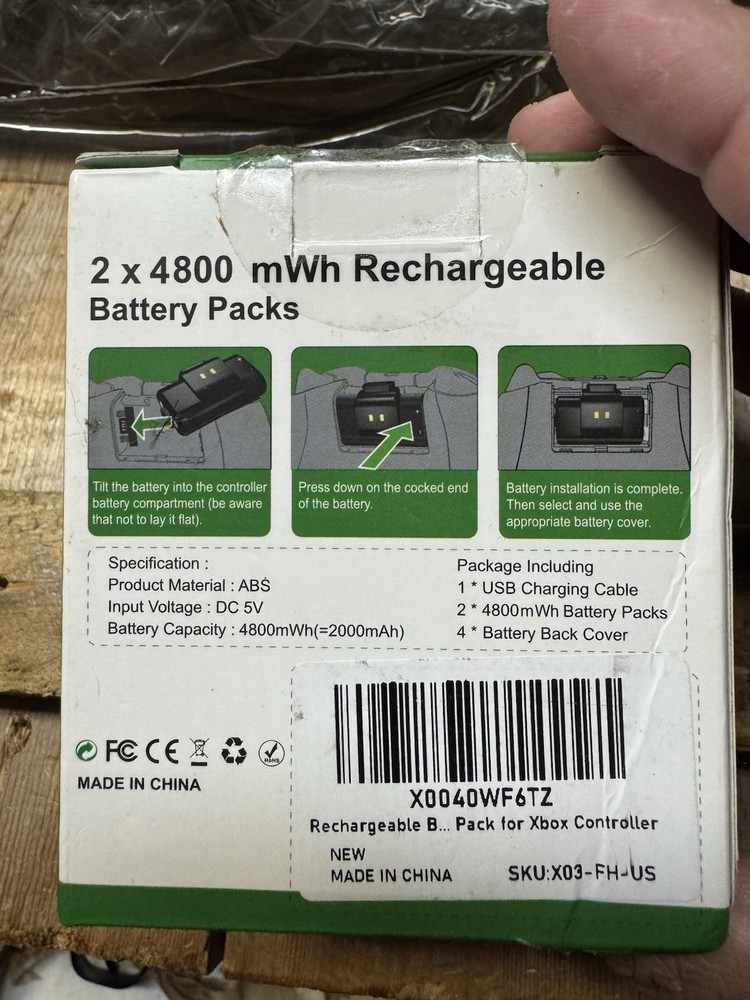 2 x 4800 mWh Rechargeable
Battery Packs
Tilt the battery into the controller
battery compartment (be aware
that not to lay it flat).
Press down on the cocked end
of the battery.
Battery installation is complete.
Then select and use the
appropriate battery cover.
Specification :
Product Material : ABS
Input Voltage : DC 5V
Battery Capacity : 4800mWh(=2000mAh)
Package Including
1 * USB Charging Cable
2 * 4800mWh Battery Packs
4 * Battery Back Cover
FC CE RoHS
MADE IN CHINA
X0040WF6TZ
Rechargeable B... Pack for Xbox Controller
NEW
MADE IN CHINA
SKU:X03-FH-US